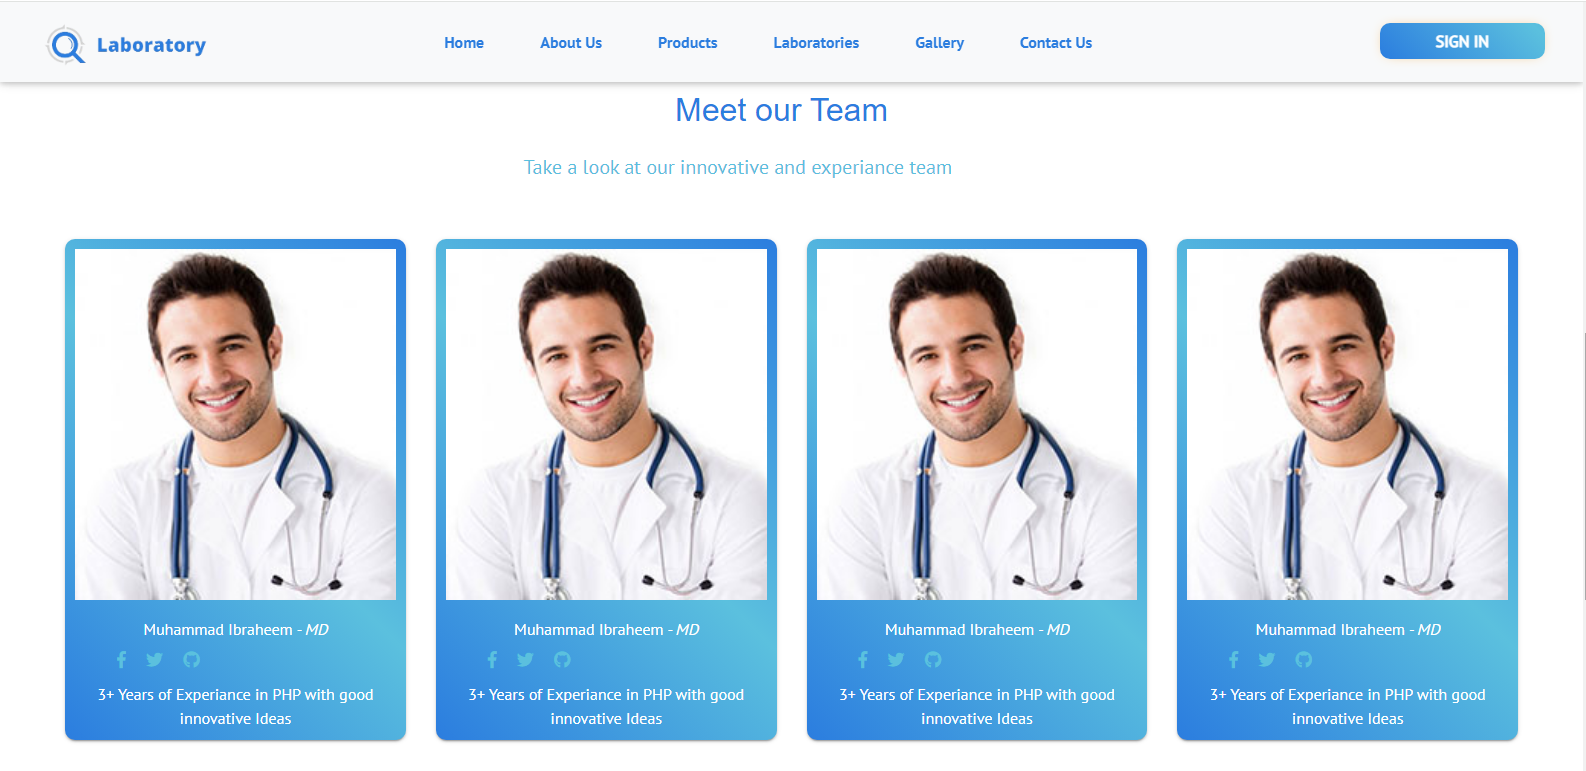 Laboratory
Home About Us Products Laboratories Gallery Contact Us
SIGN IN
Meet our Team
Take a look at our innovative and experiance team
Muhammad Ibraheem - MD
3+ Years of Experiance in PHP with good
innovative Ideas
Muhammad Ibraheem - MD
3+ Years of Experiance in PHP with good
innovative Ideas
Muhammad Ibraheem - MD
3+ Years of Experiance in PHP with good
innovative Ideas
Muhammad Ibraheem - MD
3+ Years of Experiance in PHP with good
innovative Ideas